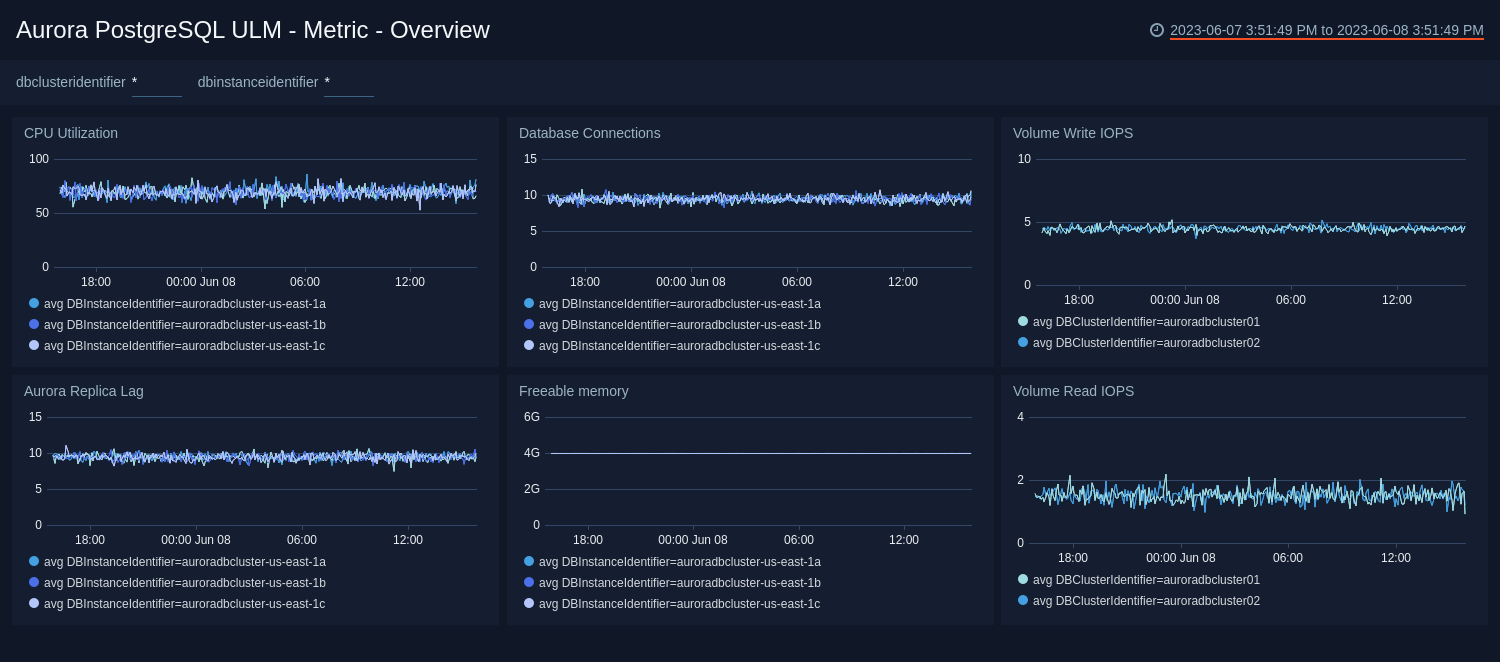 Aurora PostgreSQL ULM - Metric - Overview
2023-06-07 3:51:49 PM to 2023-06-08 3:51:49 PM
dbclusteridentifier * dbinstanceidentifier *
CPU Utilization
100
50
0
18:00 00:00 Jun 08 06:00 12:00
avg DBInstanceIdentifier=auroradbcluster-us-east-1a
avg DBInstanceIdentifier=auroradbcluster-us-east-1b
avg DBInstanceIdentifier=auroradbcluster-us-east-1c
Database Connections
15
10
5
0
18:00 00:00 Jun 08 06:00 12:00
avg DBInstanceIdentifier=auroradbcluster-us-east-1a
avg DBInstanceIdentifier=auroradbcluster-us-east-1b
avg DBInstanceIdentifier=auroradbcluster-us-east-1c
Volume Write IOPS
10
5
0
18:00 00:00 Jun 08 06:00 12:00
avg DBClusterIdentifier=auroradbcluster01
avg DBClusterIdentifier=auroradbcluster02
Aurora Replica Lag
15
10
5
0
18:00 00:00 Jun 08 06:00 12:00
avg DBInstanceIdentifier=auroradbcluster-us-east-1a
avg DBInstanceIdentifier=auroradbcluster-us-east-1b
avg DBInstanceIdentifier=auroradbcluster-us-east-1c
Freeable memory
6G
4G
2G
0
18:00 00:00 Jun 08 06:00 12:00
avg DBInstanceIdentifier=auroradbcluster-us-east-1a
avg DBInstanceIdentifier=auroradbcluster-us-east-1b
avg DBInstanceIdentifier=auroradbcluster-us-east-1c
Volume Read IOPS
4
2
0
18:00 00:00 Jun 08 06:00 12:00
avg DBClusterIdentifier=auroradbcluster01
avg DBClusterIdentifier=auroradbcluster02